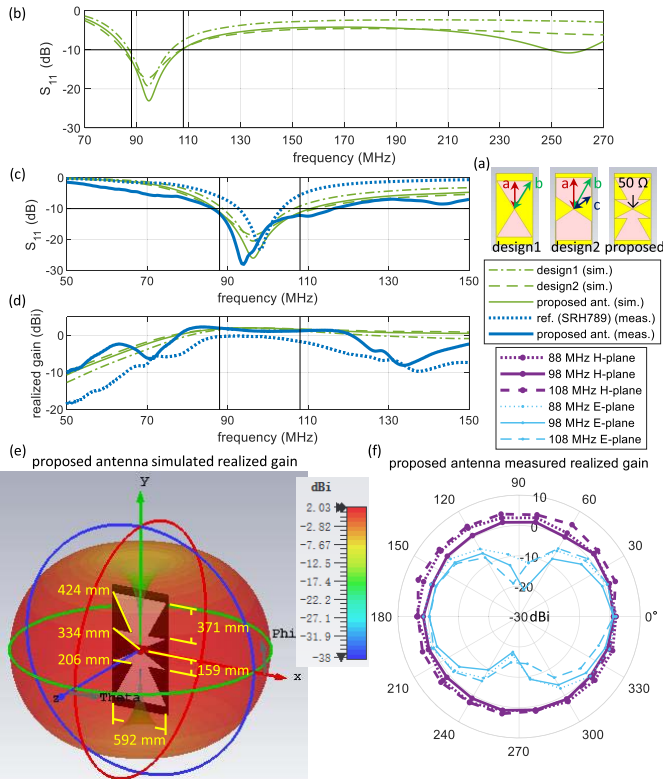 (b)
S11 (dB)
0
-10
-20
-30
70 90 110 130 150 170 190 210 230 250 270
frequency (MHz)
(a)
a b
a b c
50 Ω
design1 design2 proposed
(c)
S11 (dB)
0
-10
-20
-30
50 70 90 110 130 150
frequency (MHz)
design1 (sim.)
design2 (sim.)
proposed ant. (sim.)
ref. (SRH789) (meas.)
proposed ant. (meas.)
(d)
realized gain (dBi)
10
0
-10
-20
50 70 90 110 130 150
frequency (MHz)
88 MHz H-plane
98 MHz H-plane
108 MHz H-plane
88 MHz E-plane
98 MHz E-plane
108 MHz E-plane
(e)
proposed antenna simulated realized gain
y
424 mm
334 mm
206 mm
371 mm
159 mm
592 mm
Phi
x
z
Theta
dBi
2.03
-2.82
-7.67
-12.5
-17.4
-22.2
-27.1
-31.9
-38
(f)
proposed antenna measured realized gain
90
120 60
150 30
180 0°
210 330
240 300
270
10
0
-10
-20
-30 dBi